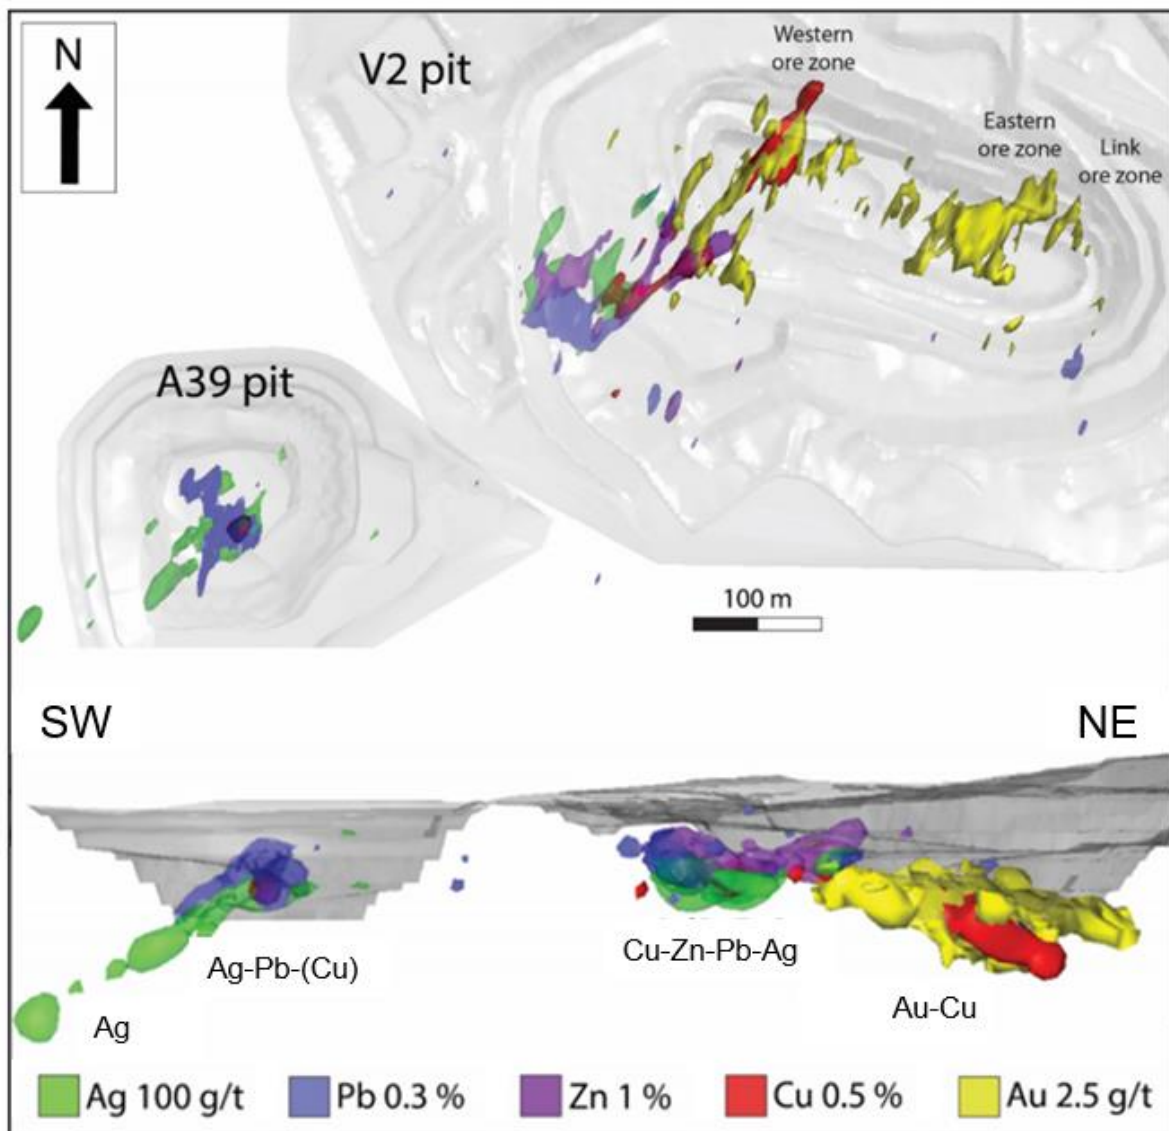 N
V2 pit
Western
ore zone
Eastern
ore zone
Link
ore zone
A39 pit
100 m
SW
NE
Ag-Pb-(Cu)
Ag
Cu-Zn-Pb-Ag
Au-Cu
Ag 100 g/t
Pb 0.3 %
Zn 1 %
Cu 0.5 %
Au 2.5 g/t